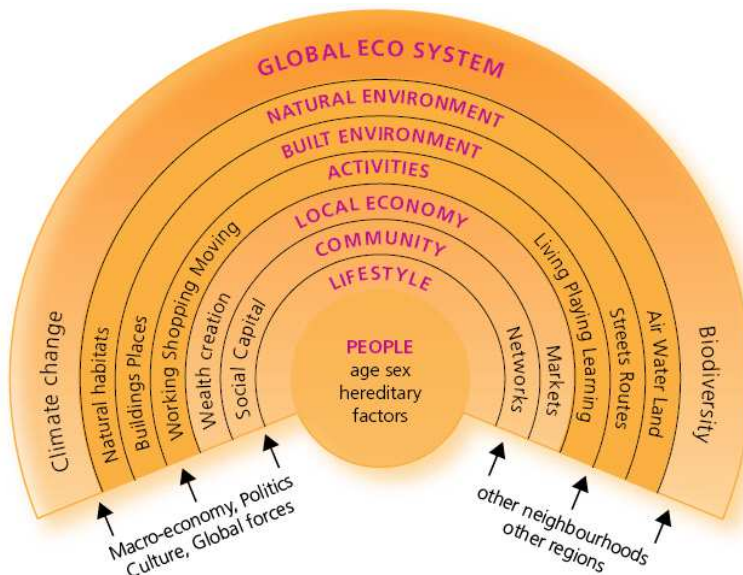 GLOBAL ECO SYSTEM
NATURAL ENVIRONMENT
BUILT ENVIRONMENT
ACTIVITIES
LOCAL ECONOMY
COMMUNITY
LIFESTYLE
PEOPLE
age sex
hereditary
factors
Climate change
Natural habitats
Buildings Places
Working Shopping Moving
Wealth creation
Social Capital
Networks
Markets
Living Playing Learning
Streets Routes
Air Water Land
Biodiversity
Macro-economy, Politics
Culture, Global forces
other neighbourhoods
other regions